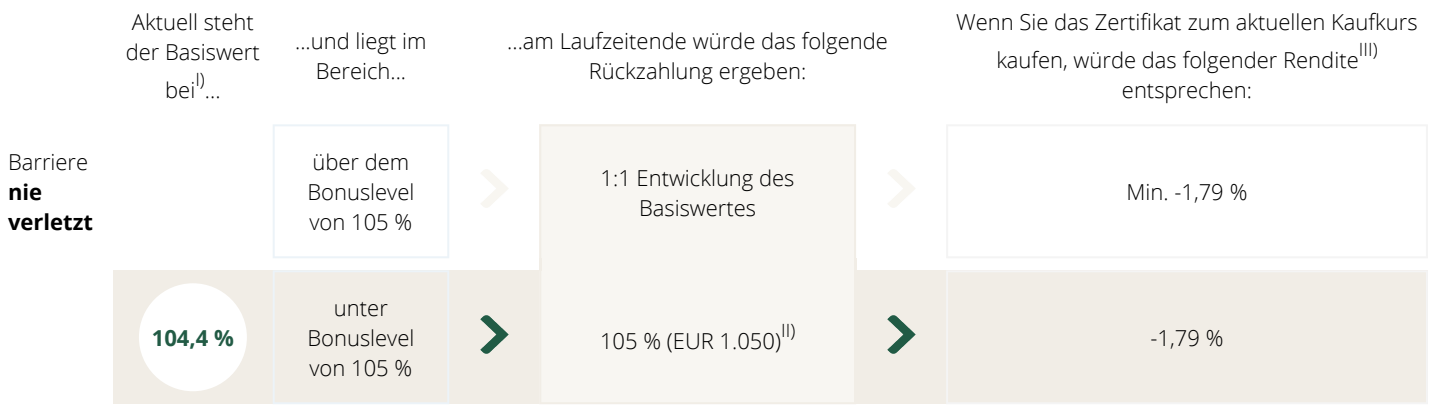 Aktuell steht
der Basiswert
bei I)...
...und liegt im
Bereich...
...am Laufzeitende würde das folgende
Rückzahlung ergeben:
Wenn Sie das Zertifikat zum aktuellen Kaufkurs
kaufen, würde das folgender Rendite III)
entsprechen:
Barriere
nie
verletzt
über dem
Bonuslevel
von 105 %
1:1 Entwicklung des
Basiswertes
Min. -1,79 %
104,4 %
unter
Bonuslevel
von 105 %
105 % (EUR 1.050) II)
-1,79 %